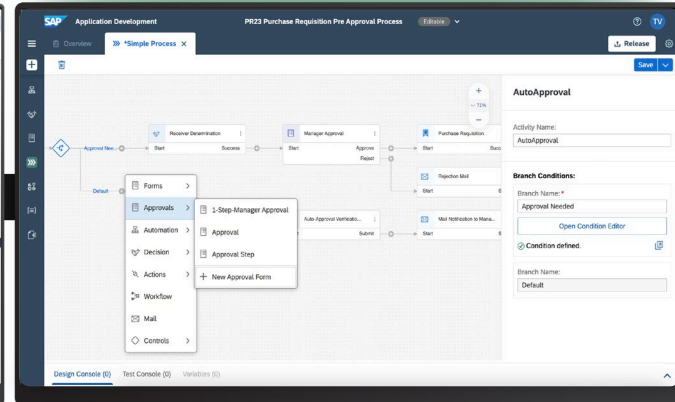 SAP Application Development
PR23 Purchase Requisition Pre Approval Process Editable
TV
Overview
*Simple Process
Release
Save
71%
AutoApproval
Activity Name:
AutoApproval
Branch Conditions:
Branch Name:*
Approval Needed
Open Condition Editor
Condition defined.
Branch Name:
Default
Approval Nee...
Default
Receiver Determination
Start Success
Manager Approval
Start Approve
Reject
Purchase Requisition
Start Succ
Rejection Mail
Start S
Auto-Approval Verificatio...
Submit
Mail Notification to Mana...
Start S
Forms
Approvals
Automation
Decision
Actions
Workflow
Mail
Controls
1-Step-Manager Approval
Approval
Approval Step
New Approval Form
Design Console (0) Test Console (0) Variables (0)